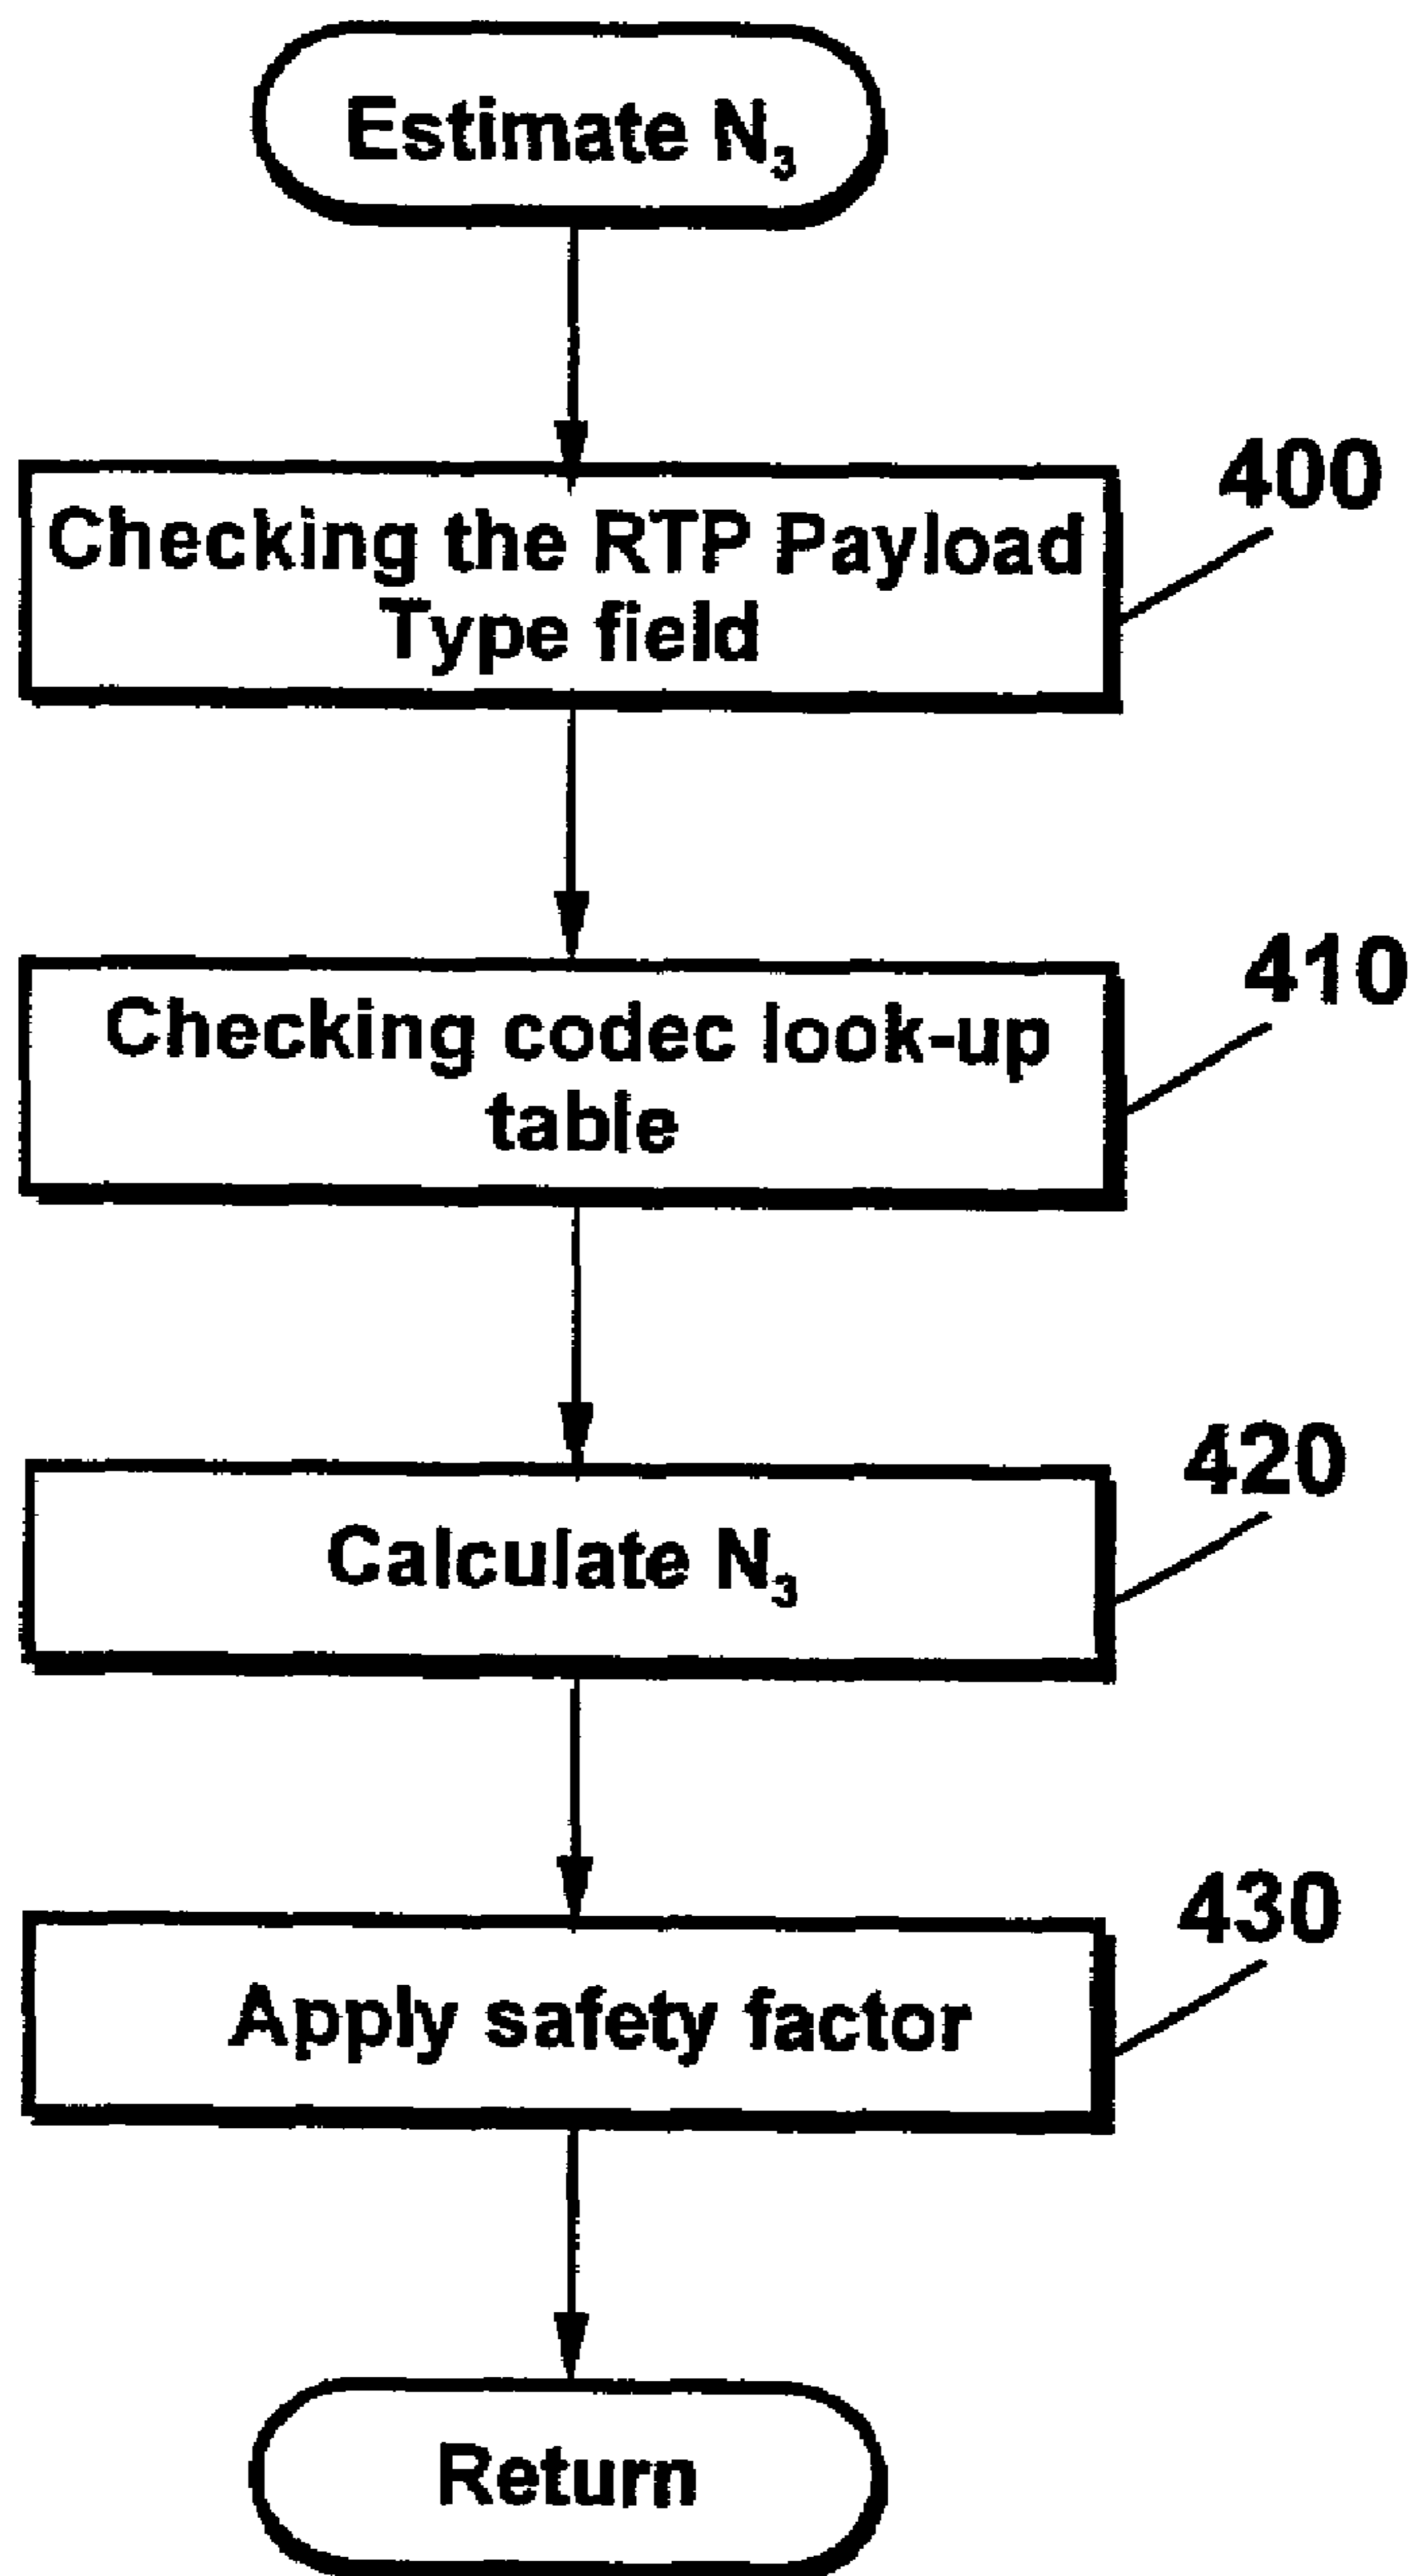 Estimate N₃
400
Checking the RTP Payload
Type field
410
Checking codec look-up
table
420
Calculate N₃
430
Apply safety factor
Return